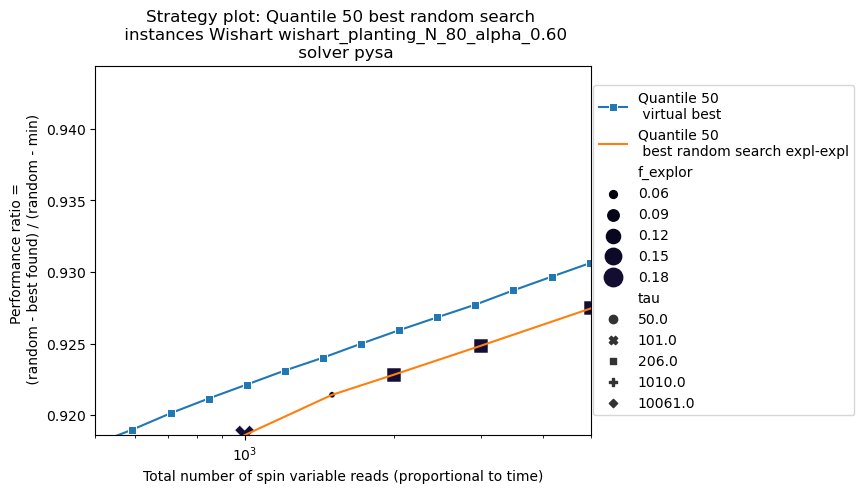 Strategy plot: Quantile 50 best random search
instances Wishart wishart_planting_N_80_alpha_0.60
solver pysa
Performance ratio =
(random - best found) / (random - min)
0.940
0.935
0.930
0.925
0.920
10^3
Total number of spin variable reads (proportional to time)
Quantile 50
virtual best
Quantile 50
best random search expl-expl
f_explor
0.06
0.09
0.12
0.15
0.18
tau
50.0
101.0
206.0
1010.0
10061.0